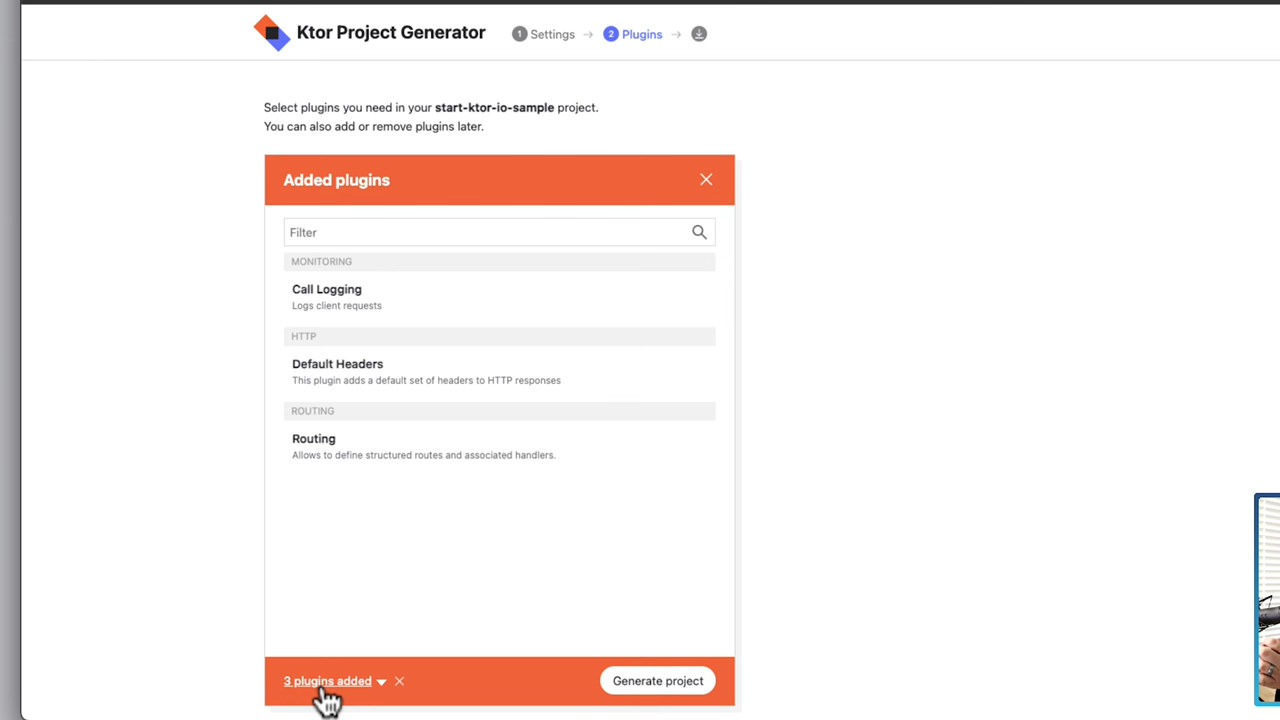 Ktor Project Generator
1 Settings → 2 Plugins →
Select plugins you need in your start-ktor-io-sample project.
You can also add or remove plugins later.
Added plugins
Filter
MONITORING
Call Logging
Logs client requests
HTTP
Default Headers
This plugin adds a default set of headers to HTTP responses
ROUTING
Routing
Allows to define structured routes and associated handlers.
3 plugins added
Generate project